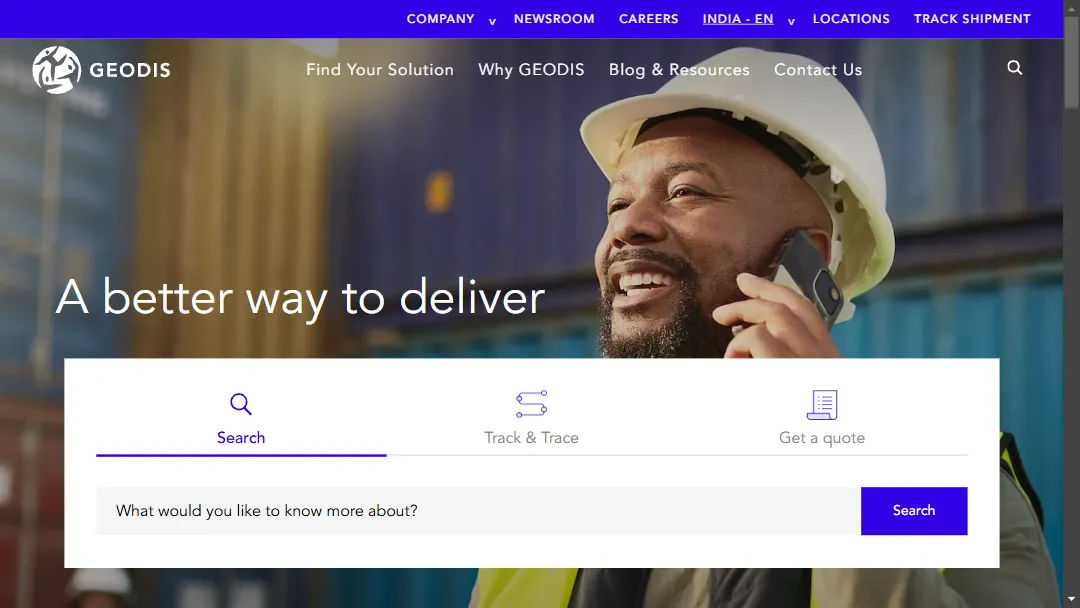 COMPANY v NEWSROOM CAREERS INDIA - EN v LOCATIONS TRACK SHIPMENT
GEODIS Find Your Solution Why GEODIS Blog & Resources Contact Us
A better way to deliver
Search Track & Trace Get a quote
What would you like to know more about? Search